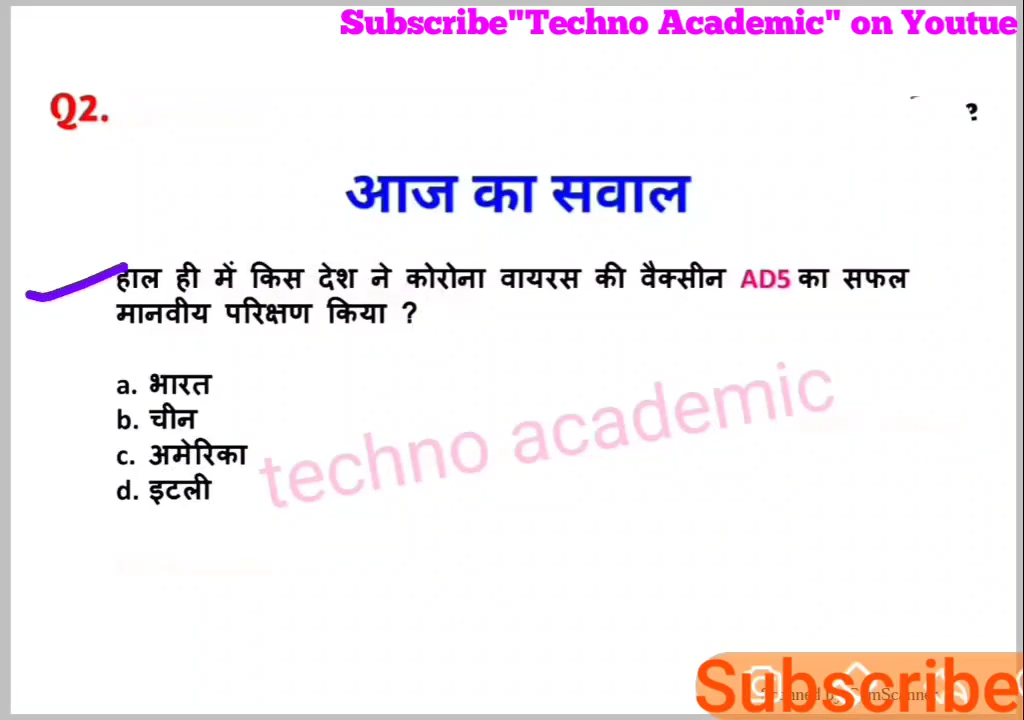 Subscribe"Techno Academic" on Youtue
Q2. ?
आज का सवाल
हाल ही में किस देश ने कोरोना वायरस की वैक्सीन AD5 का सफल
मानवीय परिक्षण किया ?
a. भारत
b. चीन
c. अमेरिका
d. इटली
techno academic
Subscribe